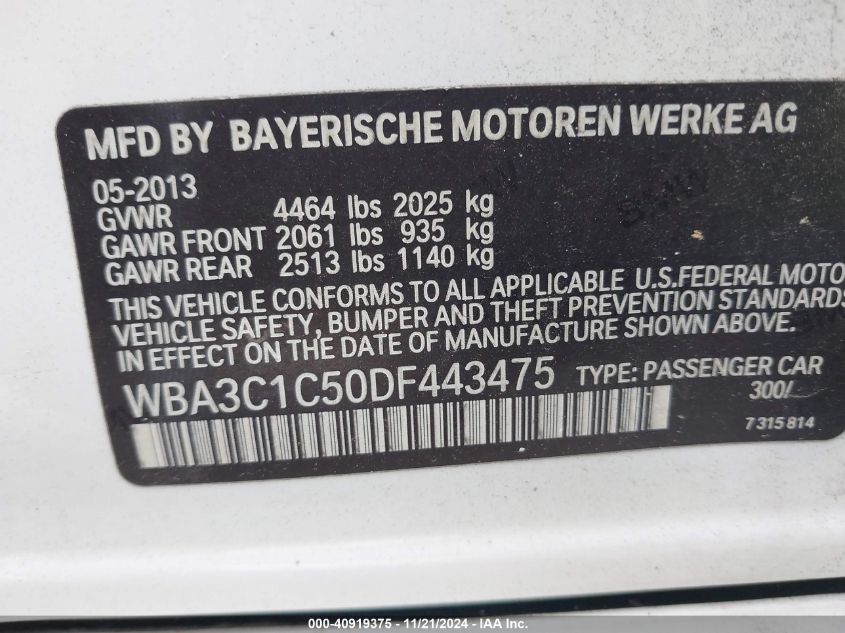 MFD BY BAYERISCHE MOTOREN WERKE AG
05-2013
GVWR 4464 lbs 2025 kg
GAWR FRONT 2061 lbs 935 kg
GAWR REAR 2513 lbs 1140 kg
THIS VEHICLE CONFORMS TO ALL APPLICABLE U.S.FEDERAL MOTO
VEHICLE SAFETY, BUMPER AND THEFT PREVENTION STANDARDS
IN EFFECT ON THE DATE OF MANUFACTURE SHOWN ABOVE.
WBA3C1C50DF443475 TYPE: PASSENGER CAR
300/
7 315 814
000-40919375 - 11/21/2024 - IAA Inc.